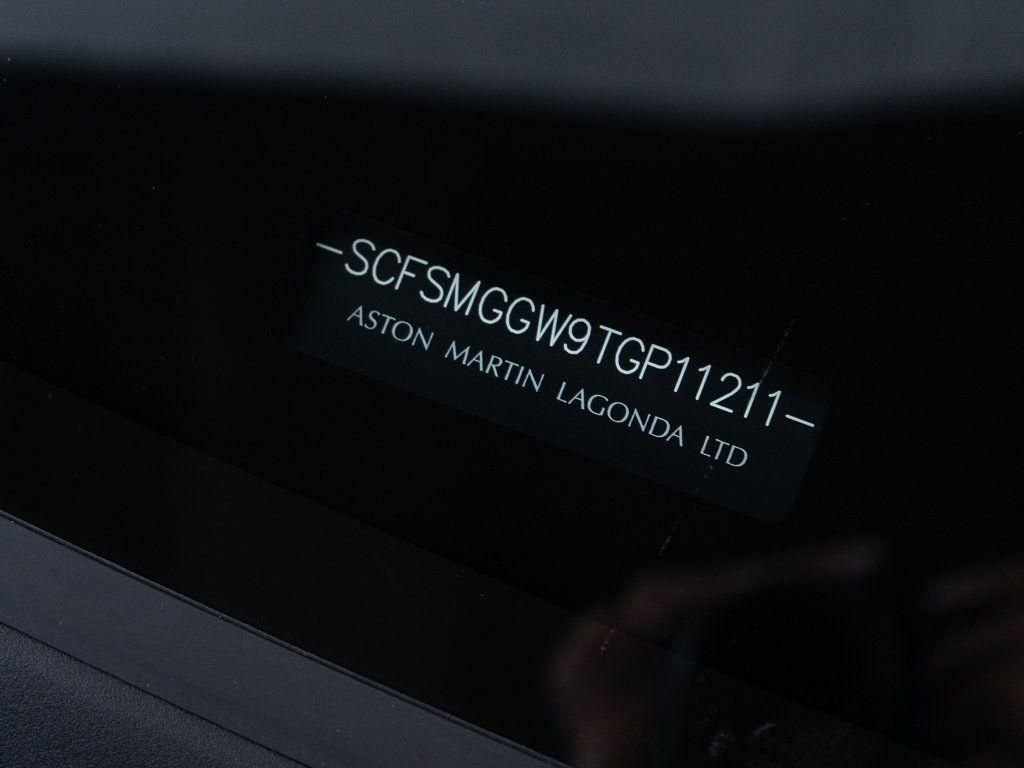 –SCFSMGGW9TGP11211–
ASTON MARTIN LAGONDA LTD